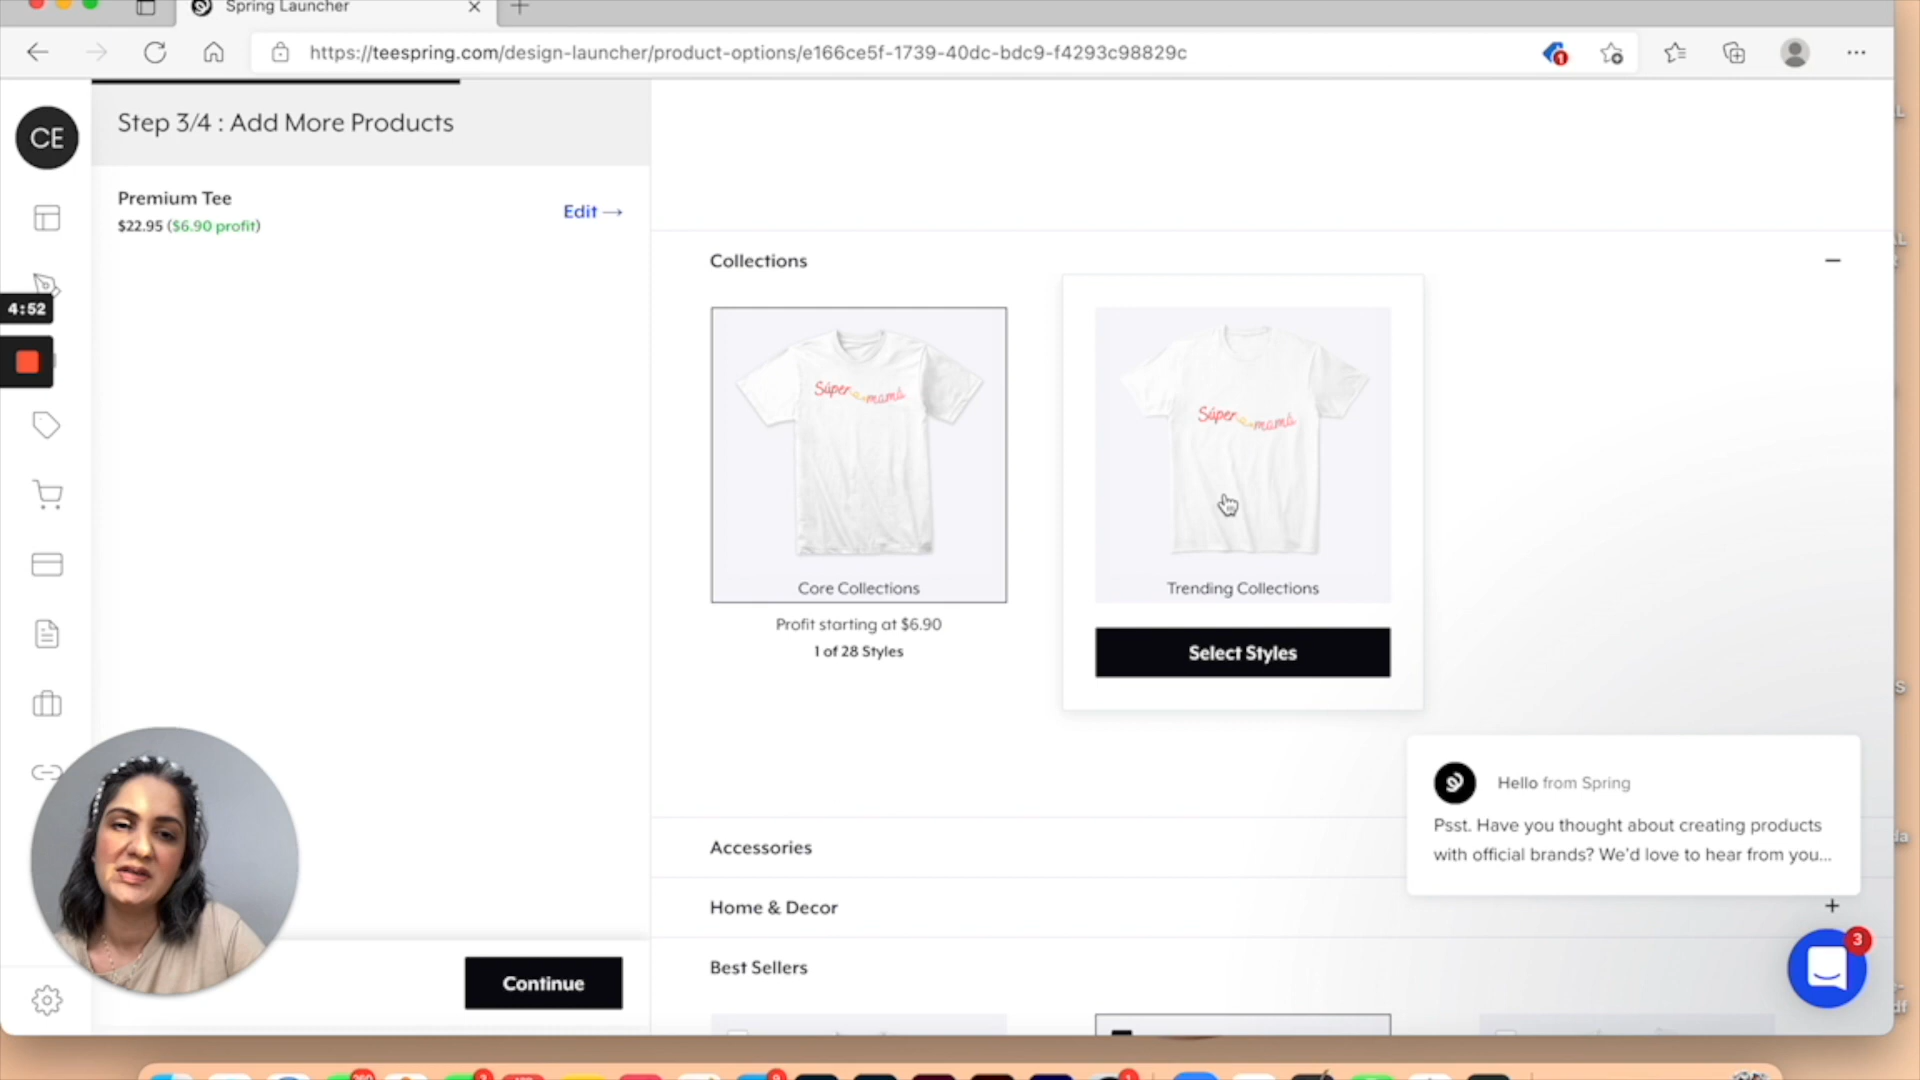 Spring Launcher
https://teespring.com/design-launcher/product-options/e166ce5f-1739-40dc-bdc9-f4293c98829c
1
CE
Step 3/4 : Add More Products
Premium Tee
$22.95 ($6.90 profit)
Edit →
4:52
Continue
Collections
Súper mamá
Core Collections
Profit starting at $6.90
1 of 28 Styles
Súper mamá
Trending Collections
Select Styles
Accessories
Home & Decor
Best Sellers
Hello from Spring
Psst. Have you thought about creating products
with official brands? We'd love to hear from you...
3